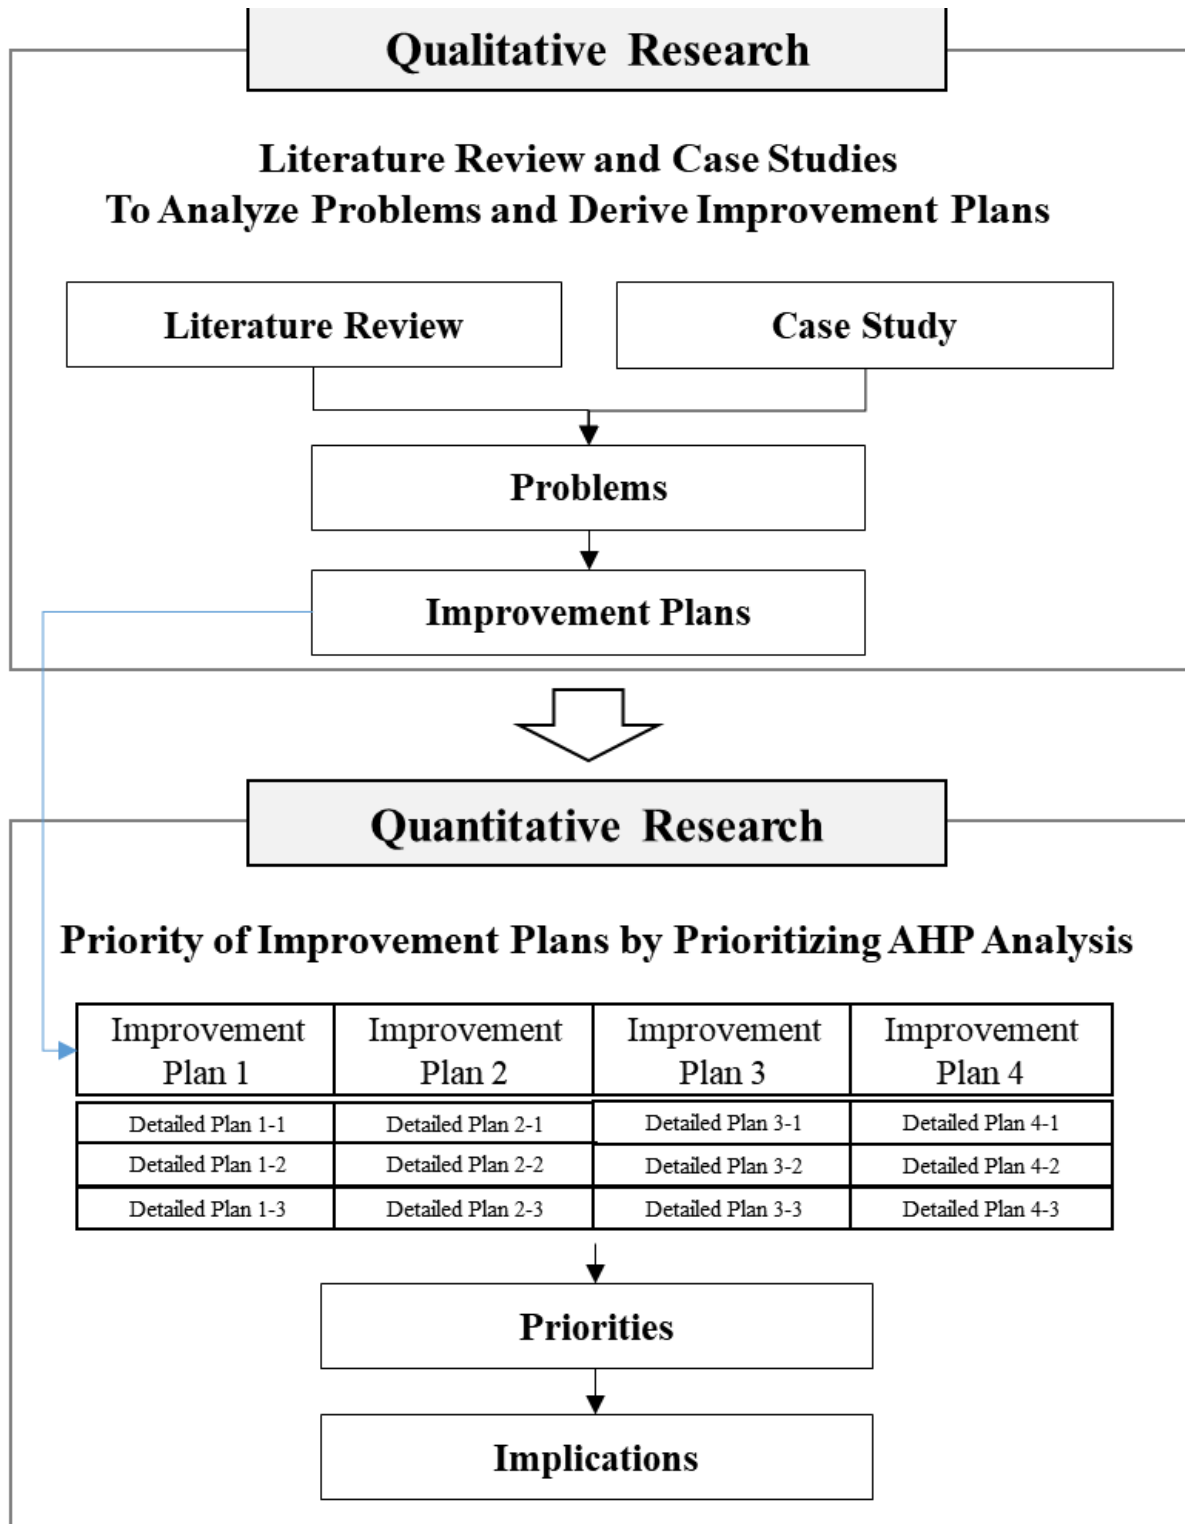 Qualitative Research
Literature Review and Case Studies
To Analyze Problems and Derive Improvement Plans
Literature Review
Case Study
Problems
Improvement Plans
Quantitative Research
Priority of Improvement Plans by Prioritizing AHP Analysis
Improvement
Plan 1
Improvement
Plan 2
Improvement
Plan 3
Improvement
Plan 4
Detailed Plan 1-1
Detailed Plan 2-1
Detailed Plan 3-1
Detailed Plan 4-1
Detailed Plan 1-2
Detailed Plan 2-2
Detailed Plan 3-2
Detailed Plan 4-2
Detailed Plan 1-3
Detailed Plan 2-3
Detailed Plan 3-3
Detailed Plan 4-3
Priorities
Implications